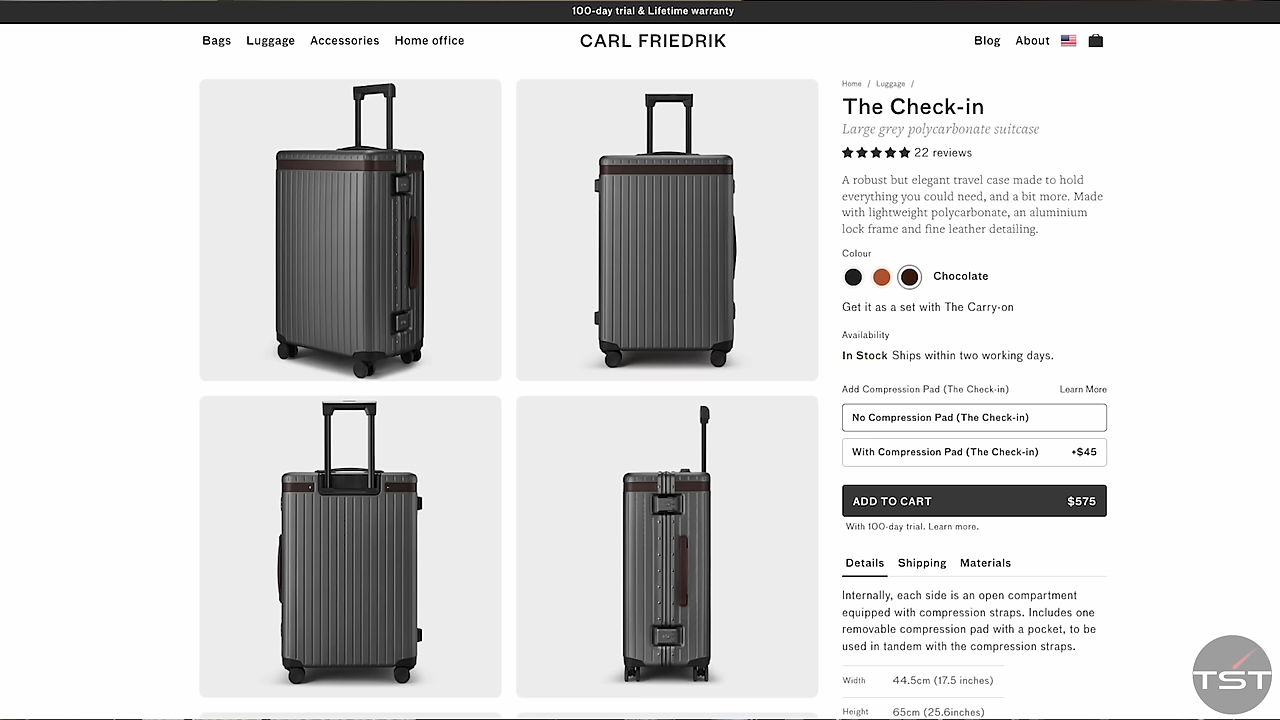 100-day trial & Lifetime warranty
Bags Luggage Accessories Home office
CARL FRIEDRIK
Blog About
Home / Luggage /
The Check-in
Large grey polycarbonate suitcase
22 reviews
A robust but elegant travel case made to hold
everything you could need, and a bit more. Made
with lightweight polycarbonate, an aluminium
lock frame and fine leather detailing.
Colour
Chocolate
Get it as a set with The Carry-on
Availability
In Stock Ships within two working days.
Add Compression Pad (The Check-in) Learn More
No Compression Pad (The Check-in)
With Compression Pad (The Check-in) +$45
ADD TO CART $575
With 100-day trial. Learn more.
Details Shipping Materials
Internally, each side is an open compartment
equipped with compression straps. Includes one
removable compression pad with a pocket, to be
used in tandem with the compression straps.
Width 44.5cm (17.5 inches)
Height 65cm (25.6inches)
TST